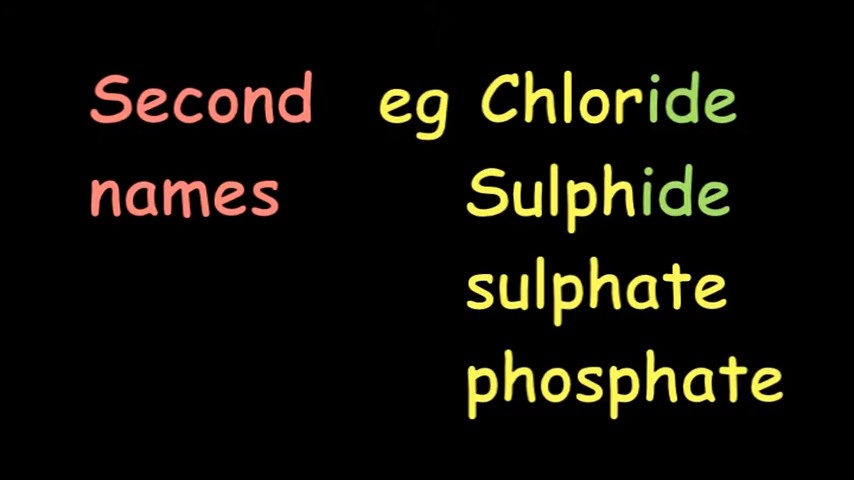 Second eg Chloride
names Sulphide
sulphate
phosphate